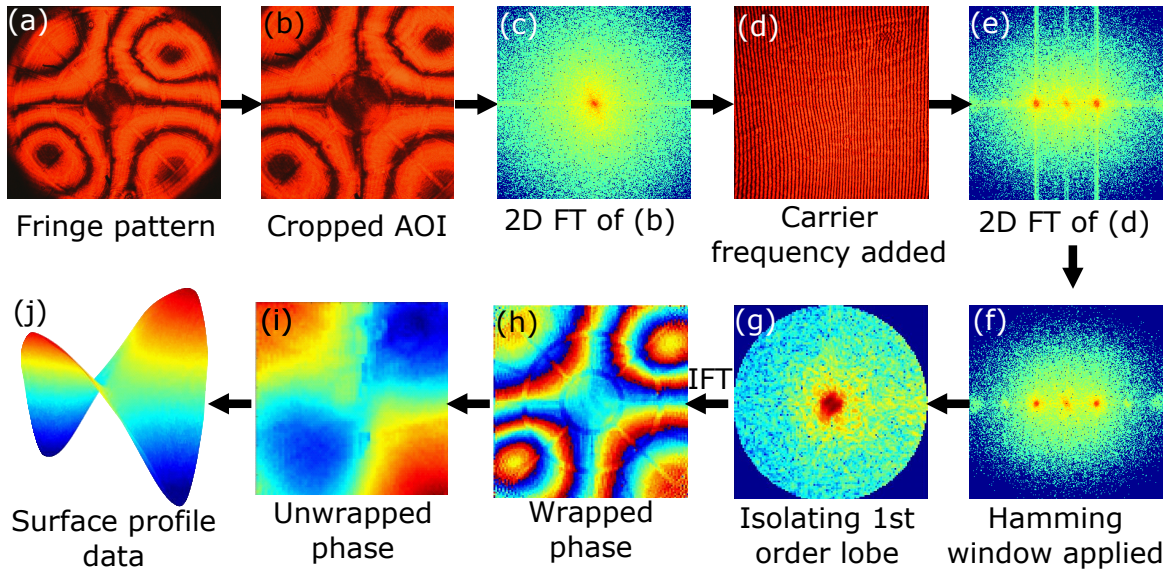 (a)
(b)
(c)
(d)
(e)
Fringe pattern
Cropped AOI
2D FT of (b)
Carrier
frequency added
2D FT of (d)
(j)
(i)
(h)
(g)
(f)
IFT
Surface profile
data
Unwrapped
phase
Wrapped
phase
Isolating 1st
order lobe
Hamming
window applied